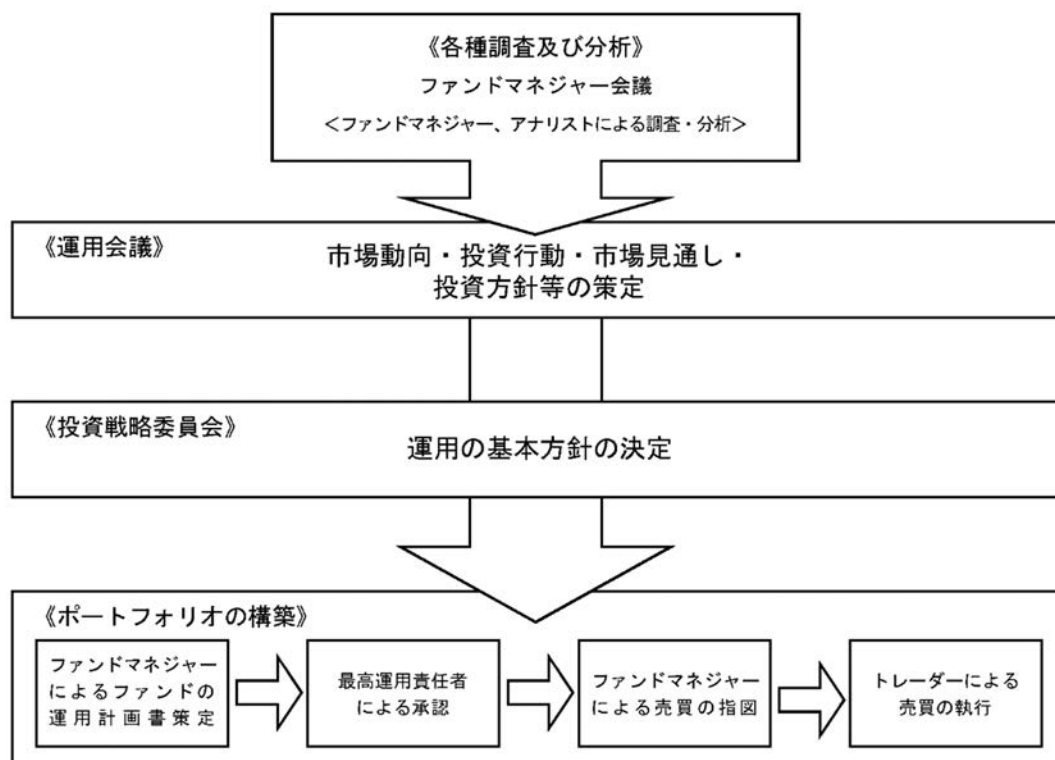 《各種調査及び分析》
ファンドマネジャー会議
＜ファンドマネジャー、アナリストによる調査・分析＞
《運用会議》
市場動向・投資行動・市場見通し・
投資方針等の策定
《投資戦略委員会》
運用の基本方針の決定
《ポートフォリオの構築》
ファンドマネジャー
によるファンドの
運用計画書策定
最高運用責任者
による承認
ファンドマネジャー
による売買の指図
トレーダーによる
売買の執行